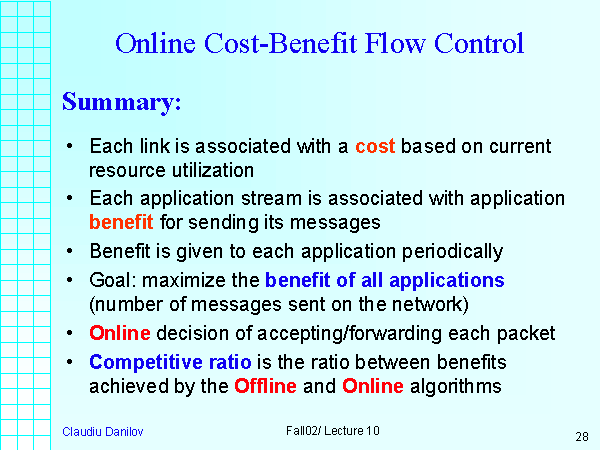 Online Cost-Benefit Flow Control
Summary:
• Each link is associated with a cost based on current
resource utilization
• Each application stream is associated with application
benefit for sending its messages
• Benefit is given to each application periodically
• Goal: maximize the benefit of all applications
(number of messages sent on the network)
• Online decision of accepting/forwarding each packet
• Competitive ratio is the ratio between benefits
achieved by the Offline and Online algorithms
Claudiu Danilov
Fall02/ Lecture 10
28